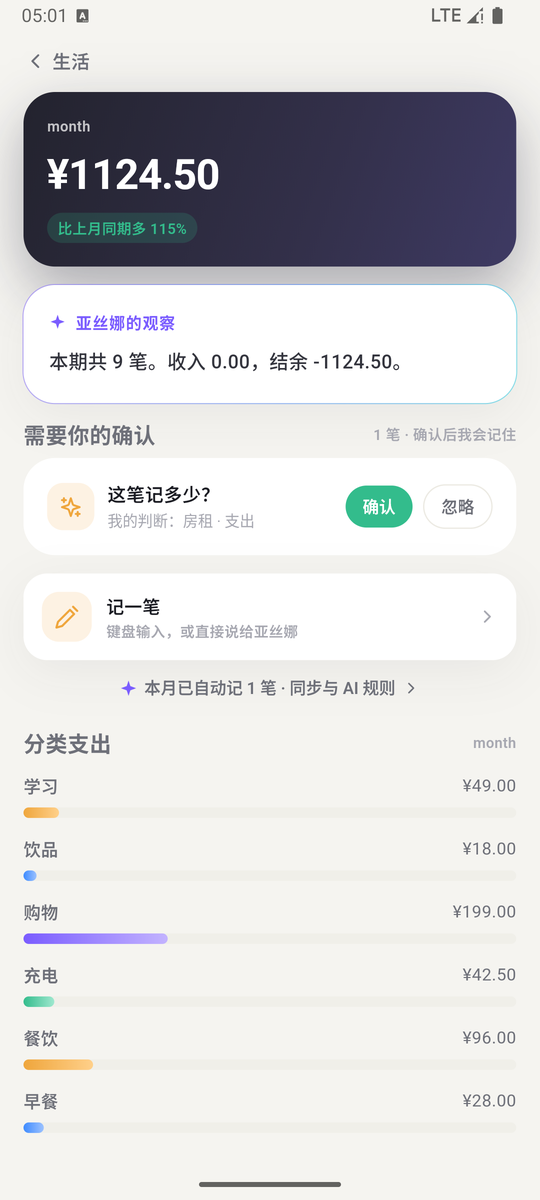 05:01 A LTE
生活
month
¥1124.50
比上月同期多 115%
亚丝娜的观察
本期共 9 笔。收入 0.00，结余 -1124.50。
需要你的确认 1 笔 · 确认后我会记住
这笔记多少？
我的判断：房租 · 支出
确认 忽略
记一笔
键盘输入，或直接说给亚丝娜
本月已自动记 1 笔 · 同步与 AI 规则
分类支出 month
学习 ¥49.00
饮品 ¥18.00
购物 ¥199.00
充电 ¥42.50
餐饮 ¥96.00
早餐 ¥28.00